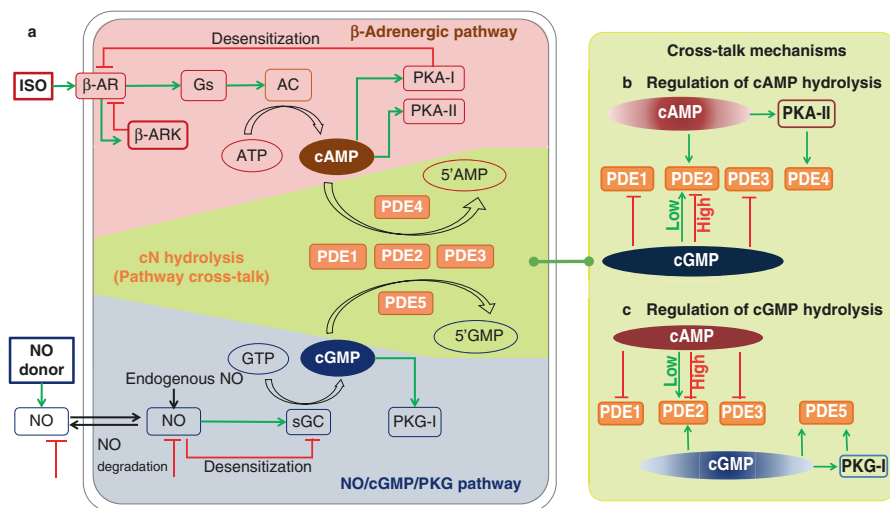 a
Desensitization
β-Adrenergic pathway
ISO
β-AR
Gs
AC
PKA-I
PKA-II
β-ARK
ATP
cAMP
5'AMP
PDE4
cN hydrolysis
(Pathway cross-talk)
PDE1
PDE2
PDE3
PDE5
5'GMP
NO
donor
GTP
cGMP
Endogenous NO
NO
NO
sGC
PKG-I
NO
degradation
Desensitization
NO/cGMP/PKG pathway
Cross-talk mechanisms
b Regulation of cAMP hydrolysis
cAMP
PKA-II
PDE1
PDE2
PDE3
PDE4
Low
High
cGMP
c Regulation of cGMP hydrolysis
cAMP
Low
High
PDE1
PDE2
PDE3
PDE5
cGMP
PKG-I